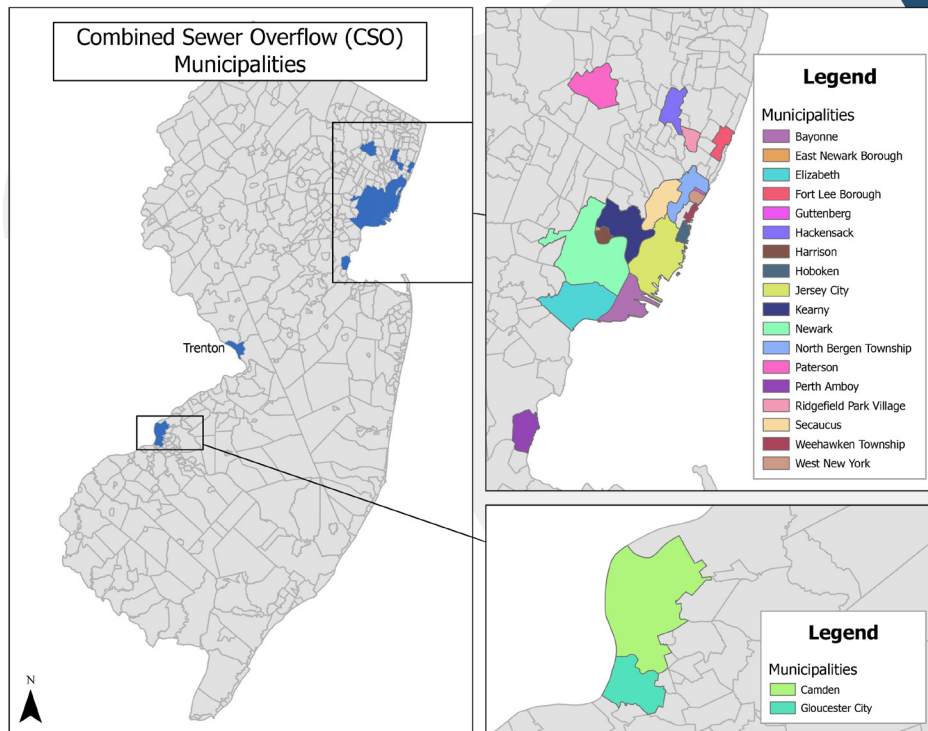 Combined Sewer Overflow (CSO)
Municipalities
Trenton
N
Legend
Municipalities
Bayonne
East Newark Borough
Elizabeth
Fort Lee Borough
Guttenberg
Hackensack
Harrison
Hoboken
Jersey City
Kearny
Newark
North Bergen Township
Paterson
Perth Amboy
Ridgefield Park Village
Secaucus
Weehawken Township
West New York
Legend
Municipalities
Camden
Gloucester City